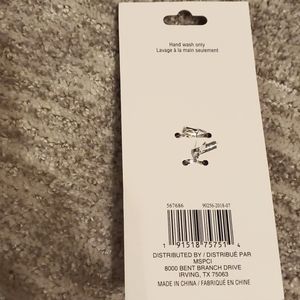 Hand wash only
Lavage à la main seulement
567686 90256-2018-07
1 91518 75751 4
DISTRIBUTED BY / DISTRIBUÉ PAR
MSPCI
8000 BENT BRANCH DRIVE
IRVING, TX 75063
MADE IN CHINA / FABRIQUÉ EN CHINE